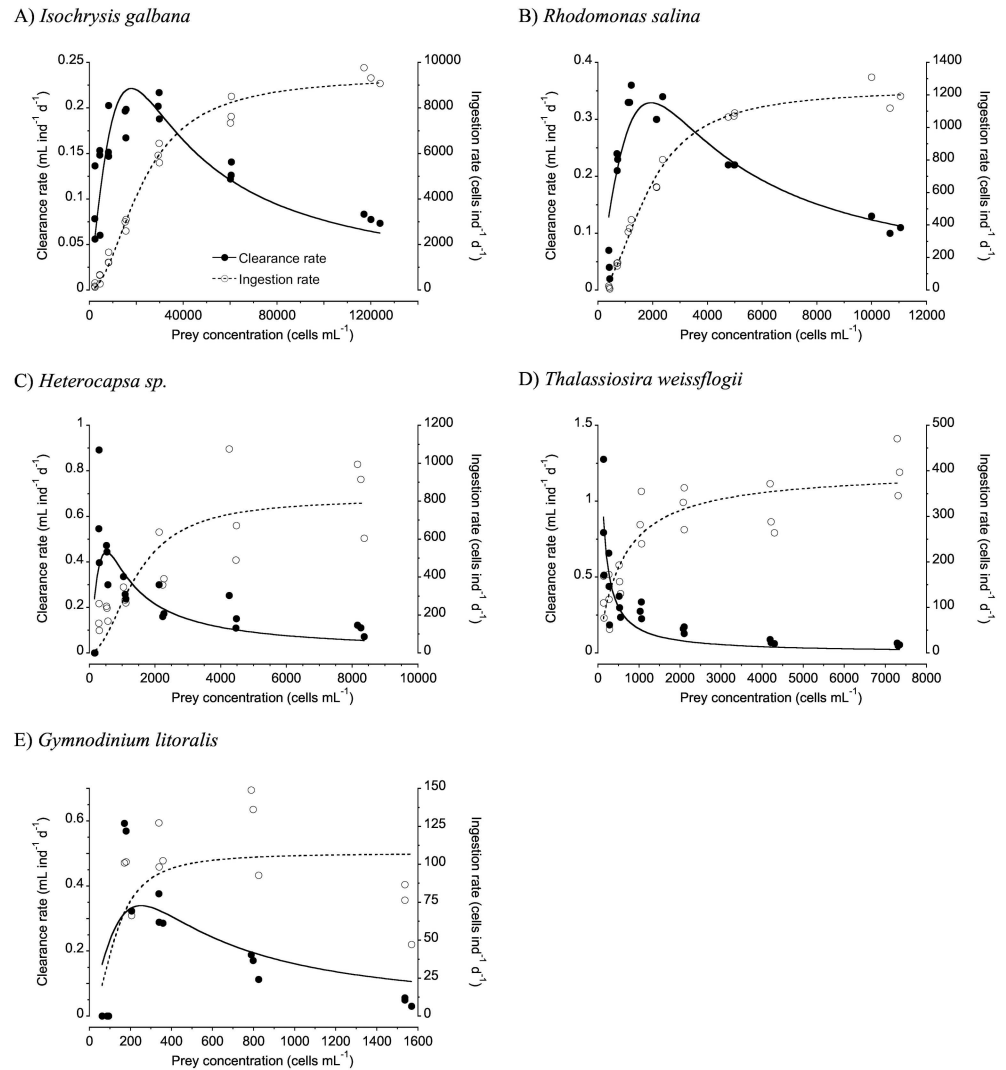 A) Isochrysis galbana
B) Rhodomonas salina
0.25 10000
0.4 1400
0.2 8000
0.3 1200
0.15 6000
1000
0.2 800
0.1 4000
600
0.05 2000
0.1 400
200
0 0
0 0
Clearance rate (mL ind⁻¹ d⁻¹)
Ingestion rate (cells ind⁻¹ d⁻¹)
Clearance rate
Ingestion rate
Clearance rate (mL ind⁻¹ d⁻¹)
Ingestion rate (cells ind⁻¹ d⁻¹)
0 40000 80000 120000
0 2000 4000 6000 8000 10000 12000
Prey concentration (cells mL⁻¹)
Prey concentration (cells mL⁻¹)
C) Heterocapsa sp.
D) Thalassiosira weissflogii
1 1200
1.5 500
0.8 1000
400
0.6 800
1 300
600
0.4 400
0.5 200
0.2 200
100
0 0
0 0
Clearance rate (mL ind⁻¹ d⁻¹)
Ingestion rate (cells ind⁻¹ d⁻¹)
Clearance rate (mL ind⁻¹ d⁻¹)
Ingestion rate (cells ind⁻¹ d⁻¹)
0 2000 4000 6000 8000 10000
0 1000 2000 3000 4000 5000 6000 7000 8000
Prey concentration (cells mL⁻¹)
Prey concentration (cells mL⁻¹)
E) Gymnodinium litoralis
150
0.6 125
100
0.4 75
0.2 50
25
0 0
Clearance rate (mL ind⁻¹ d⁻¹)
Ingestion rate (cells ind⁻¹ d⁻¹)
0 200 400 600 800 1000 1200 1400 1600
Prey concentration (cells mL⁻¹)